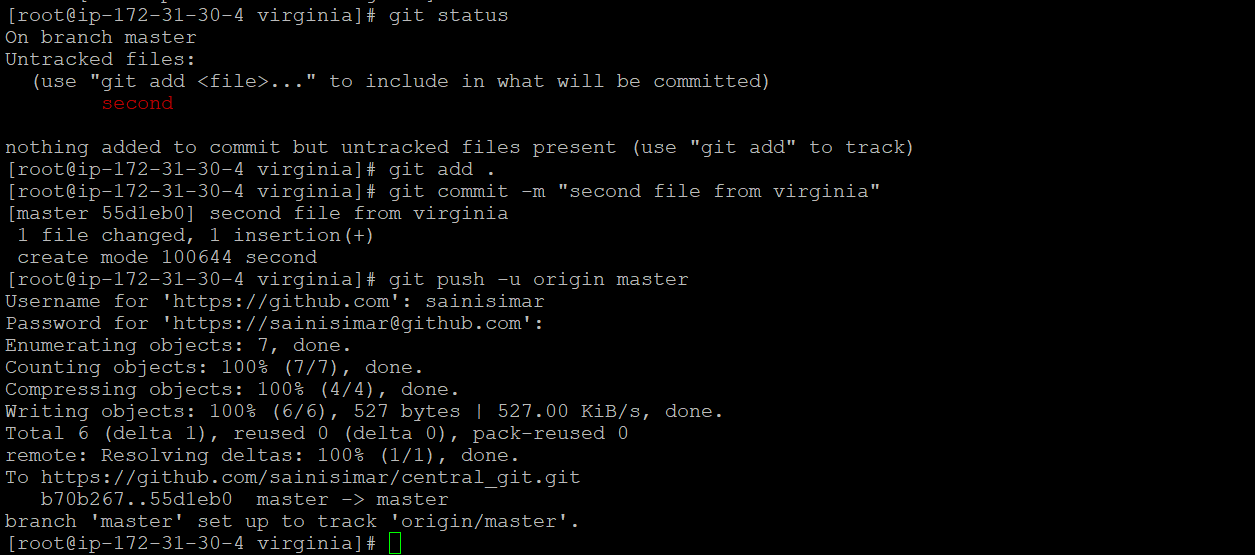 [root@ip-172-31-30-4 virginia]# git status
On branch master
Untracked files:
  (use "git add <file>..." to include in what will be committed)
        second

nothing added to commit but untracked files present (use "git add" to track)
[root@ip-172-31-30-4 virginia]# git add .
[root@ip-172-31-30-4 virginia]# git commit -m "second file from virginia"
[master 55d1eb0] second file from virginia
 1 file changed, 1 insertion(+)
 create mode 100644 second
[root@ip-172-31-30-4 virginia]# git push -u origin master
Username for 'https://github.com': sainisimar
Password for 'https://sainisimar@github.com':
Enumerating objects: 7, done.
Counting objects: 100% (7/7), done.
Compressing objects: 100% (4/4), done.
Writing objects: 100% (6/6), 527 bytes | 527.00 KiB/s, done.
Total 6 (delta 1), reused 0 (delta 0), pack-reused 0
remote: Resolving deltas: 100% (1/1), done.
To https://github.com/sainisimar/central_git.git
   b70b267..55d1eb0  master -> master
branch 'master' set up to track 'origin/master'.
[root@ip-172-31-30-4 virginia]#